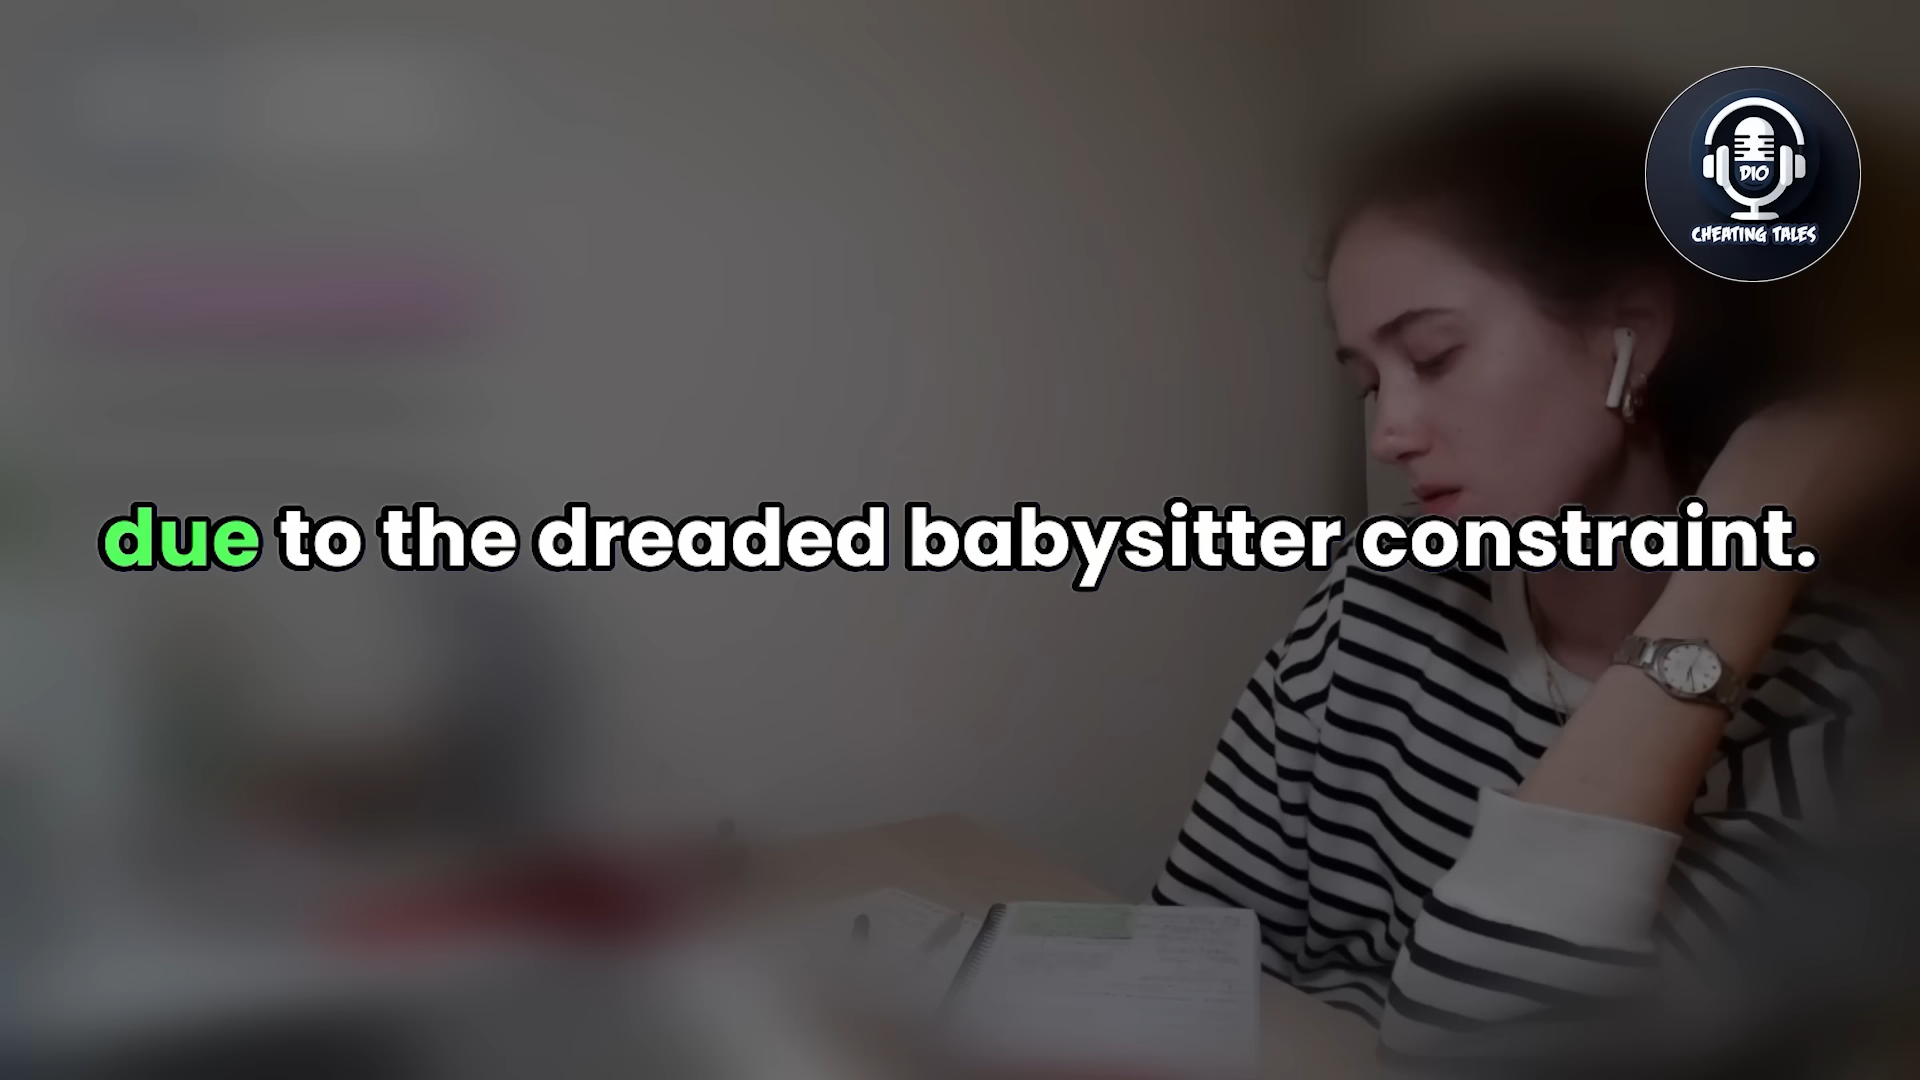 DIO
CHEATING TALES
due to the dreaded babysitter constraint.